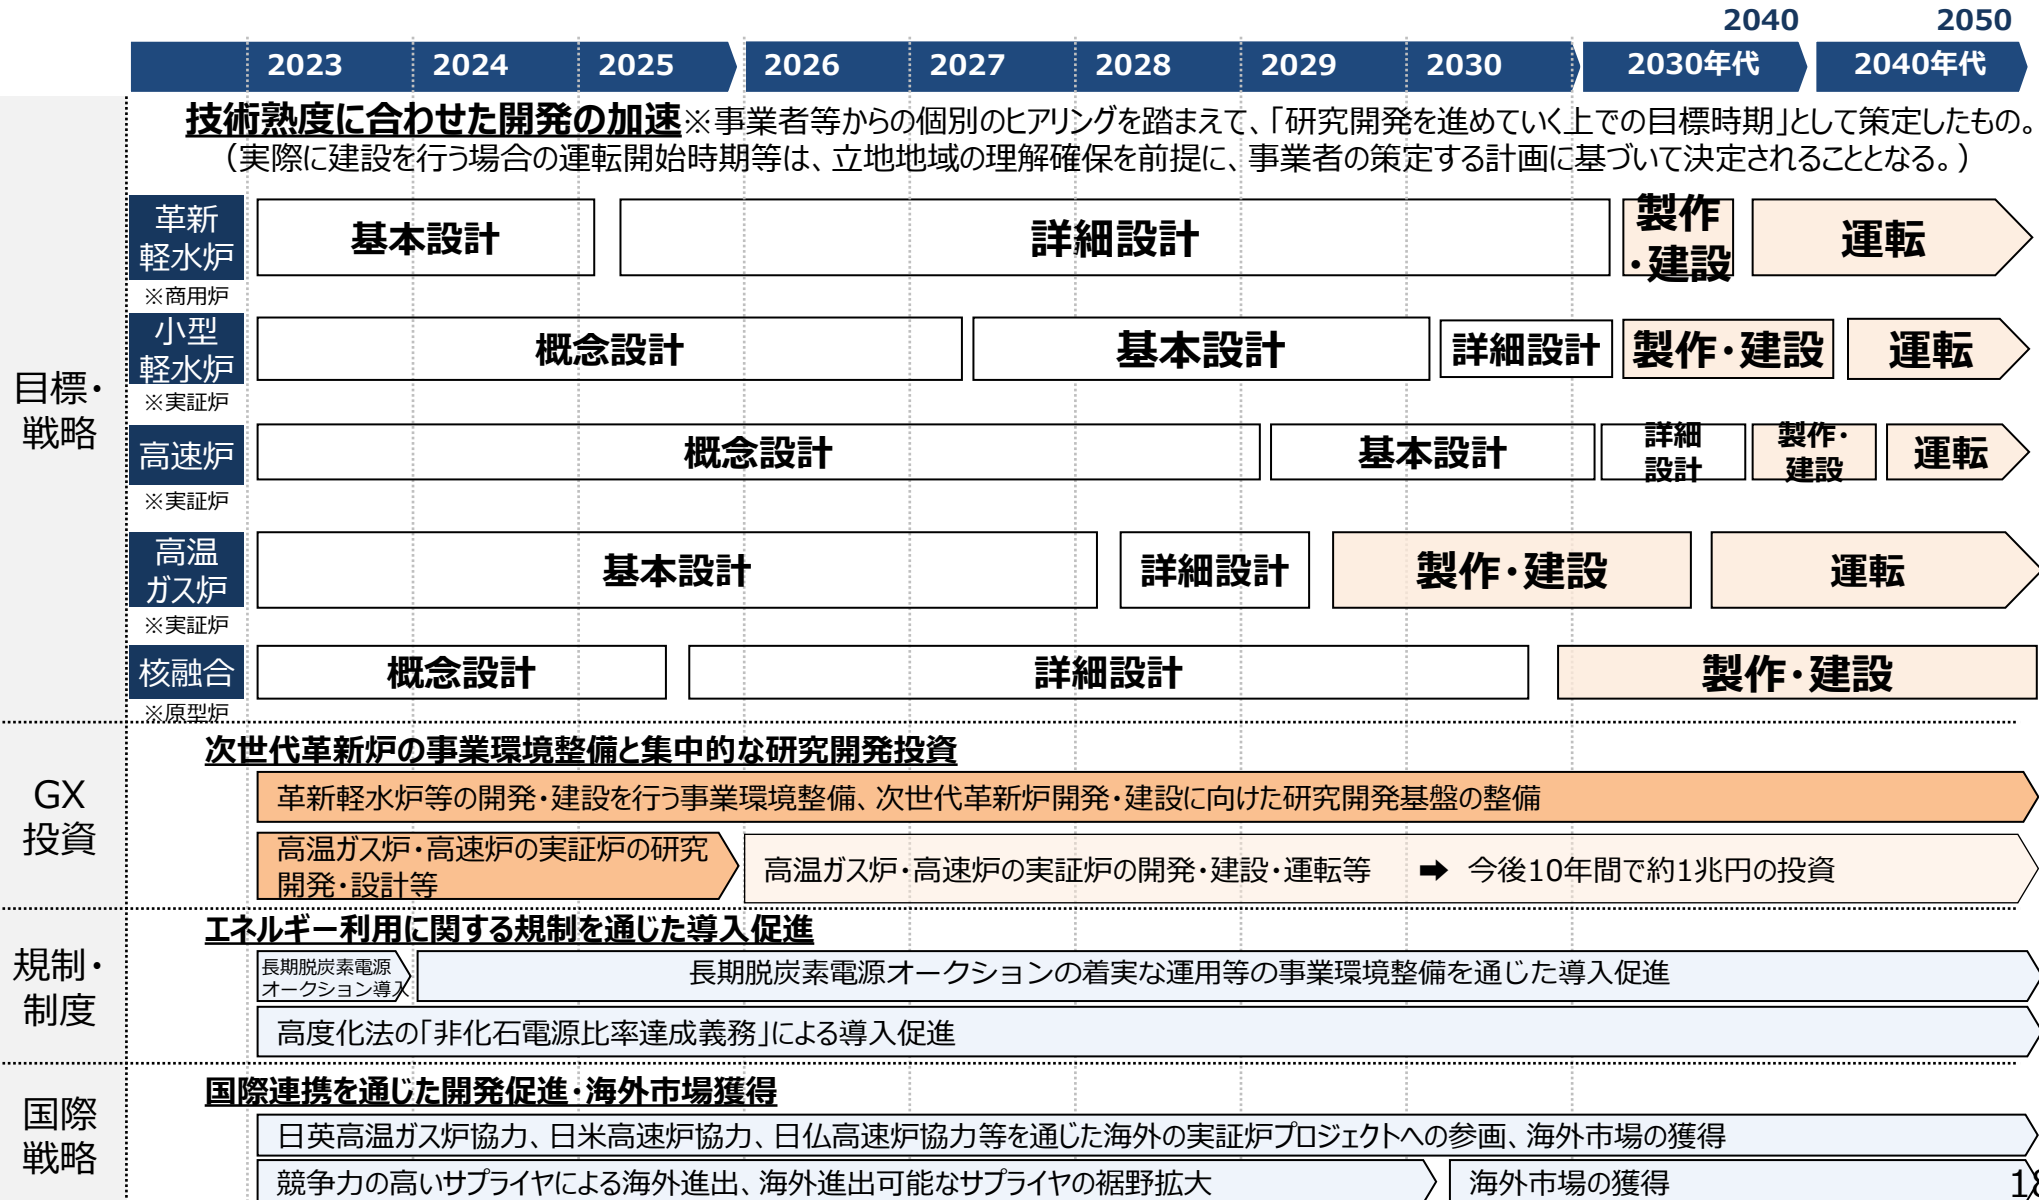 2040
2050
2023
2024
2025
2026
2027
2028
2029
2030
2030年代
2040年代
目標・
戦略
技術熟度に合わせた開発の加速※事業者等からの個別のヒアリングを踏まえて、「研究開発を進めていく上での目標時期」として策定したもの。
（実際に建設を行う場合の運転開始時期等は、立地地域の理解確保を前提に、事業者の策定する計画に基づいて決定されることとなる。）
革新
軽水炉
※商用炉
基本設計
詳細設計
製作
・建設
運転
小型
軽水炉
※実証炉
概念設計
基本設計
詳細設計
製作・建設
運転
高速炉
※実証炉
概念設計
基本設計
詳細
設計
製作・
建設
運転
高温
ガス炉
※実証炉
基本設計
詳細設計
製作・建設
運転
核融合
※原型炉
概念設計
詳細設計
製作・建設
GX
投資
次世代革新炉の事業環境整備と集中的な研究開発投資
革新軽水炉等の開発・建設を行う事業環境整備、次世代革新炉開発・建設に向けた研究開発基盤の整備
高温ガス炉・高速炉の実証炉の研究
開発・設計等
高温ガス炉・高速炉の実証炉の開発・建設・運転等 ➡ 今後10年間で約1兆円の投資
規制・
制度
エネルギー利用に関する規制を通じた導入促進
長期脱炭素電源
オークション導入
長期脱炭素電源オークションの着実な運用等の事業環境整備を通じた導入促進
高度化法の「非化石電源比率達成義務」による導入促進
国際
戦略
国際連携を通じた開発促進・海外市場獲得
日英高温ガス炉協力、日米高速炉協力、日仏高速炉協力等を通じた海外の実証炉プロジェクトへの参画、海外市場の獲得
競争力の高いサプライヤによる海外進出、海外進出可能なサプライヤの裾野拡大
海外市場の獲得